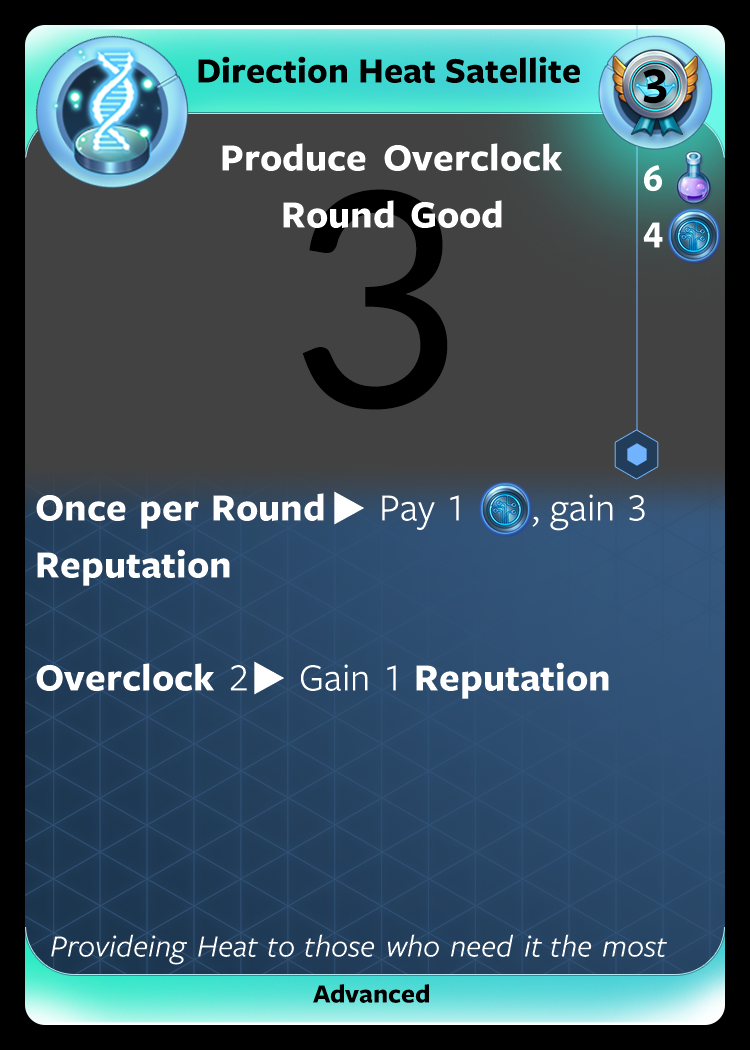 Direction Heat Satellite
3
Produce Overclock
Round Good
6
4
3
Once per Round▶ Pay 1 , gain 3
Reputation
Overclock 2▶ Gain 1 Reputation
Provideing Heat to those who need it the most
Advanced